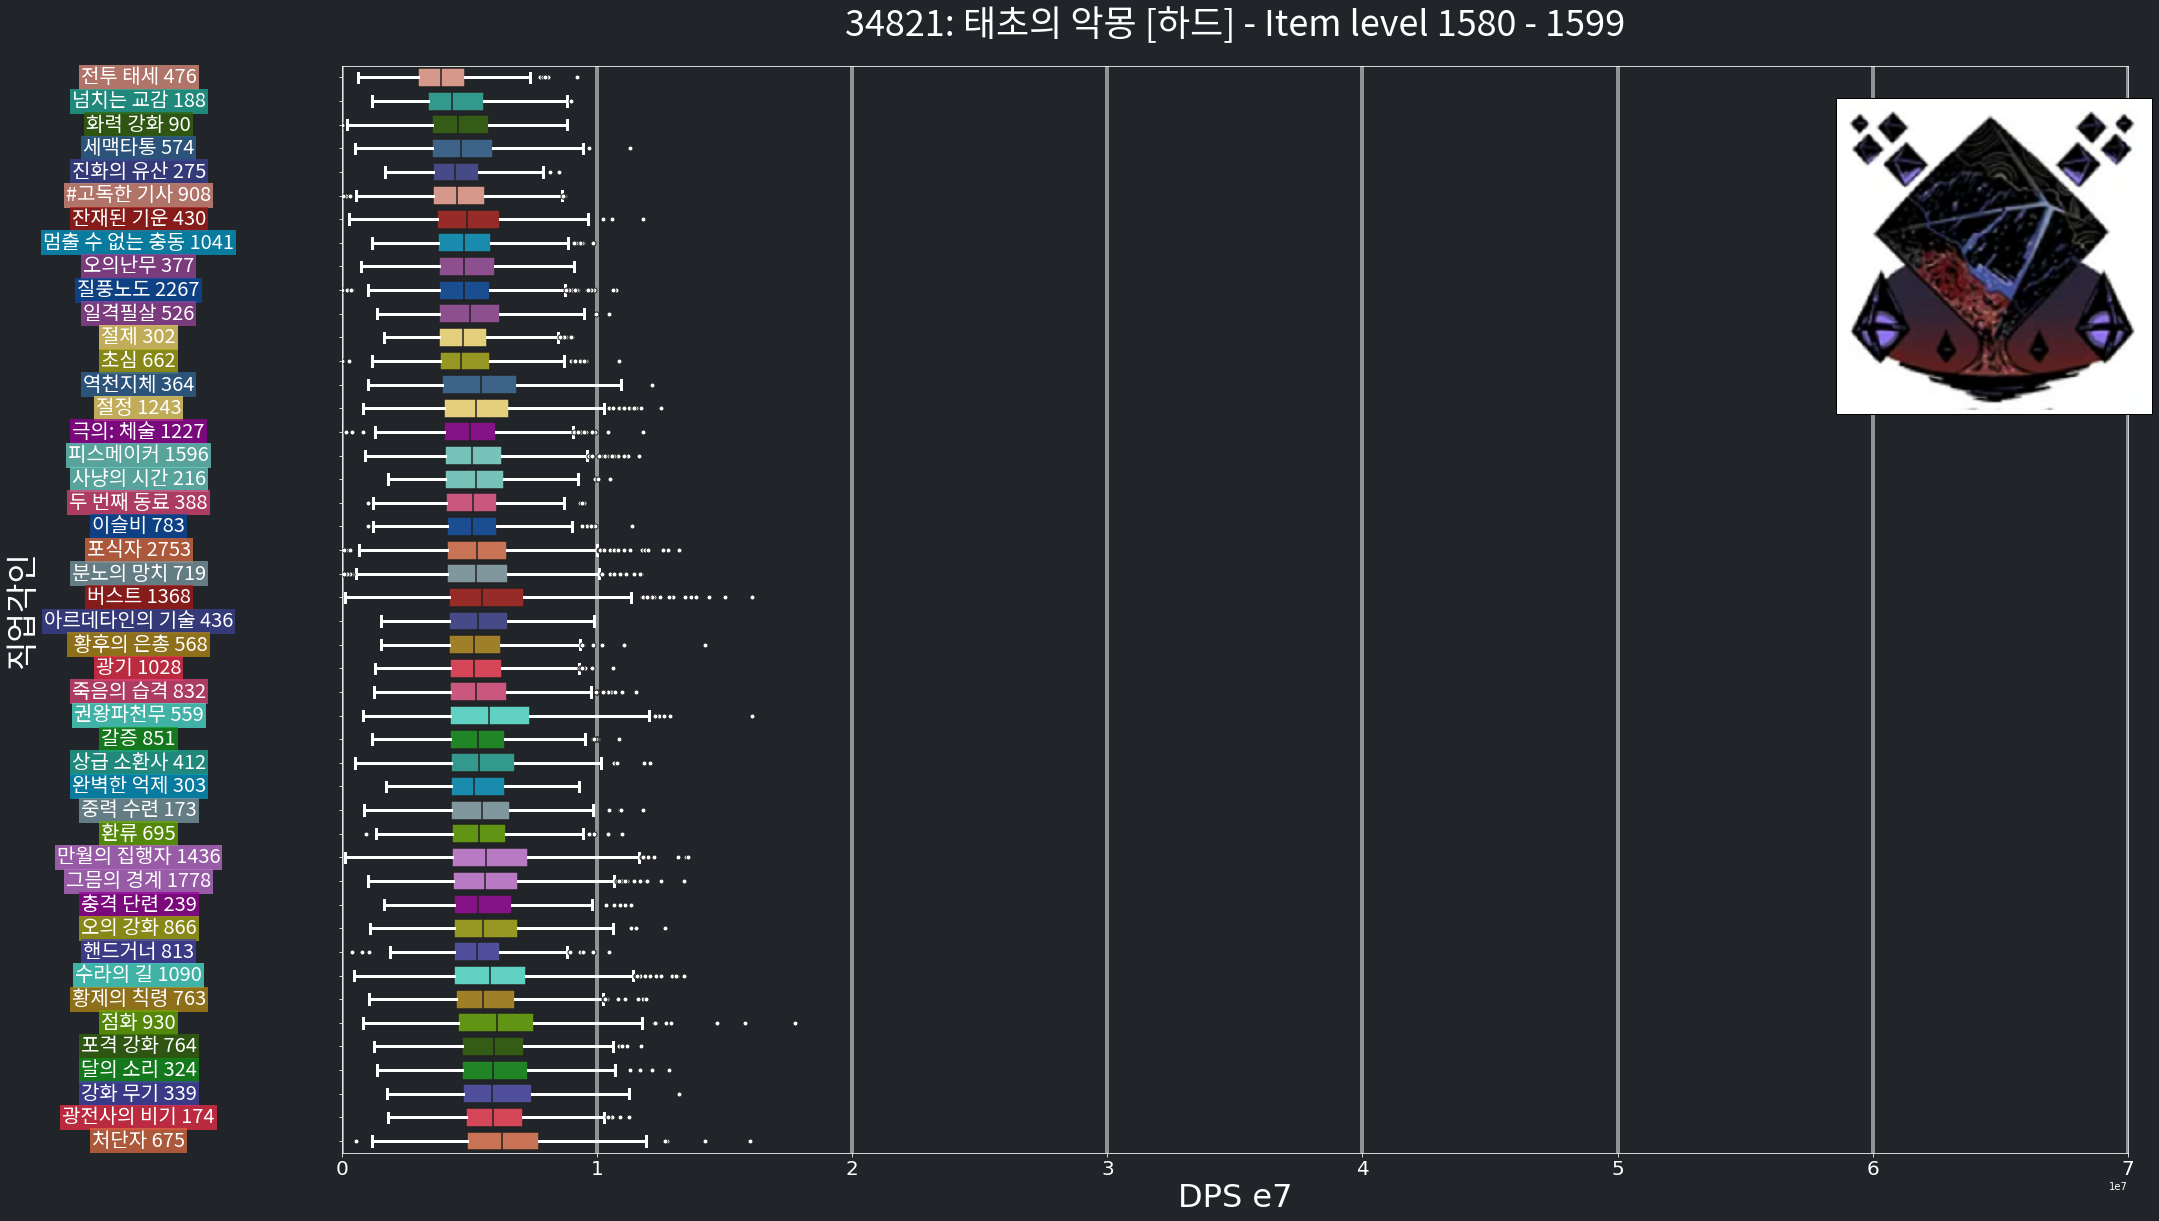 34821: 태초의 악몽 [하드] - Item level 1580 - 1599
전투 태세 476
넘치는 교감 188
화력 강화 90
세맥타통 574
진화의 유산 275
#고독한 기사 908
잔재된 기운 430
멈출 수 없는 충동 1041
오의난무 377
질풍노도 2267
일격필살 526
절제 302
초심 662
역천지체 364
절정 1243
극의: 체술 1227
피스메이커 1596
사냥의 시간 216
두 번째 동료 388
이슬비 783
포식자 2753
분노의 망치 719
버스트 1368
아르데타인의 기술 436
황후의 은총 568
광기 1028
죽음의 습격 832
권왕파천무 559
갈증 851
상급 소환사 412
완벽한 억제 303
중력 수련 173
환류 695
만월의 집행자 1436
그믐의 경계 1778
충격 단련 239
오의 강화 866
핸드거너 813
수라의 길 1090
황제의 칙령 763
점화 930
포격 강화 764
달의 소리 324
강화 무기 339
광전사의 비기 174
처단자 675
직업각인
0 1 2 3 4 5 6 7
1e7
DPS e7